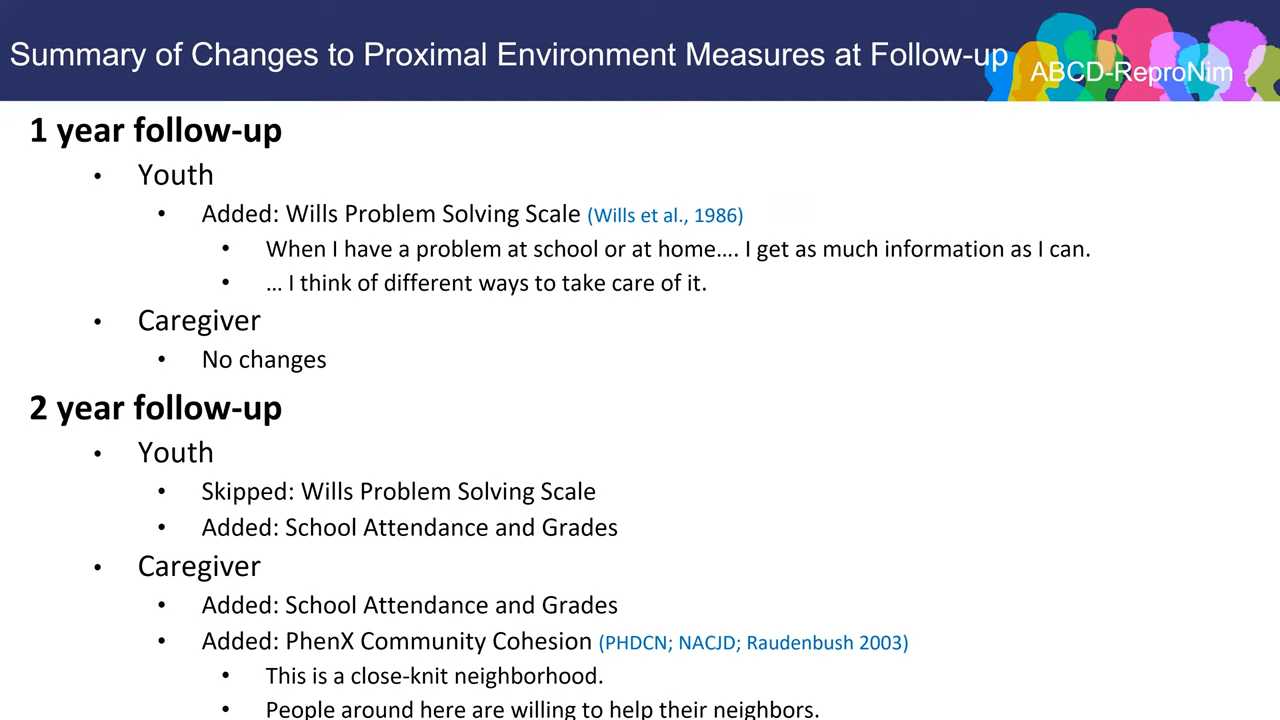 Summary of Changes to Proximal Environment Measures at Follow-up
ABCD-ReproNim
1 year follow-up
• Youth
• Added: Wills Problem Solving Scale (Wills et al., 1986)
• When I have a problem at school or at home…. I get as much information as I can.
• … I think of different ways to take care of it.
• Caregiver
• No changes
2 year follow-up
• Youth
• Skipped: Wills Problem Solving Scale
• Added: School Attendance and Grades
• Caregiver
• Added: School Attendance and Grades
• Added: PhenX Community Cohesion (PHDCN; NACJD; Raudenbush 2003)
• This is a close-knit neighborhood.
• People around here are willing to help their neighbors.